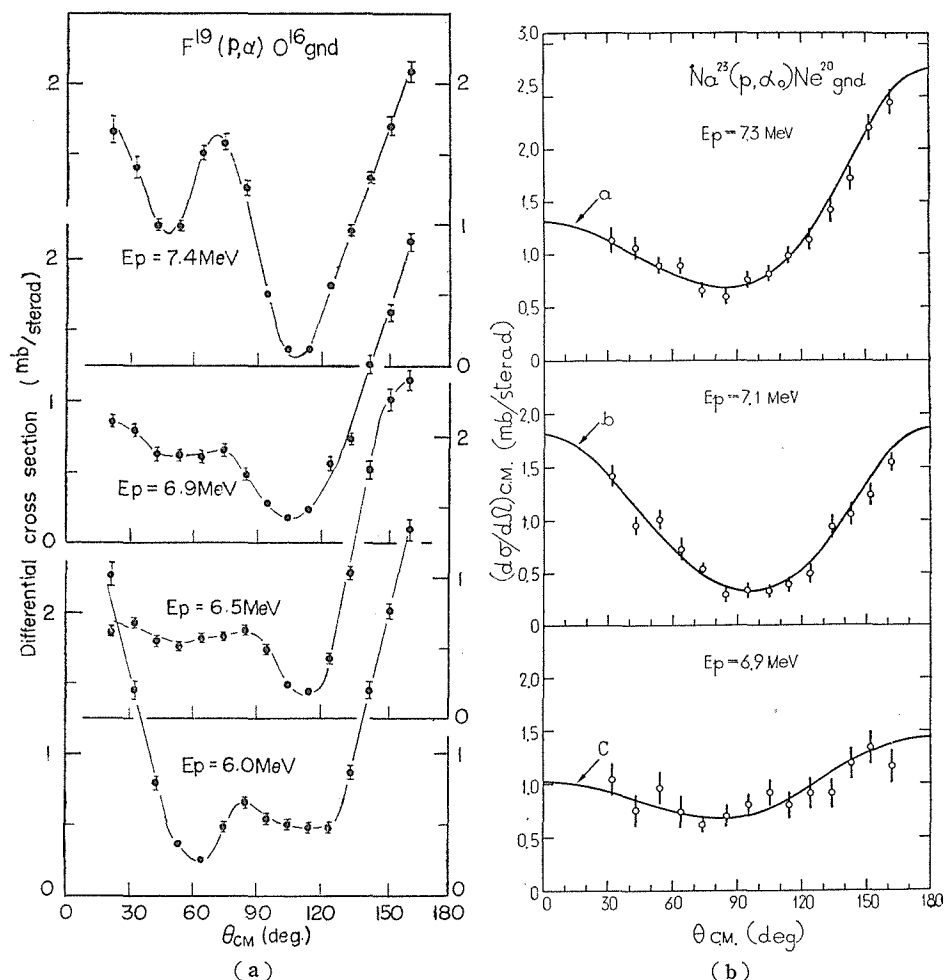 F¹⁹(p,α) O¹⁶gnd
2
2
Ep = 7.4 MeV
2
1
0
1
Ep = 6.9 MeV
2
0
1
2
Ep = 6.5 MeV
1
0
1
Ep = 6.0 MeV
1
0
0
0 30 60 90 120 150 180
θCM (deg.)
Differential cross section (mb/sterad)
(a)
3.0
2.5
2.0
1.5
1.0
0.5
0
Na²³(p,α₀)Ne²⁰gnd
Ep = 7.3 MeV
a
2.0
1.5
1.0
0.5
0
Ep = 7.1 MeV
b
2.0
1.5
1.0
0.5
0
Ep = 6.9 MeV
C
0 30 60 90 120 150 180
θ C.M. (deg)
(dσ/dΩ)C.M. (mb/sterad)
(b)